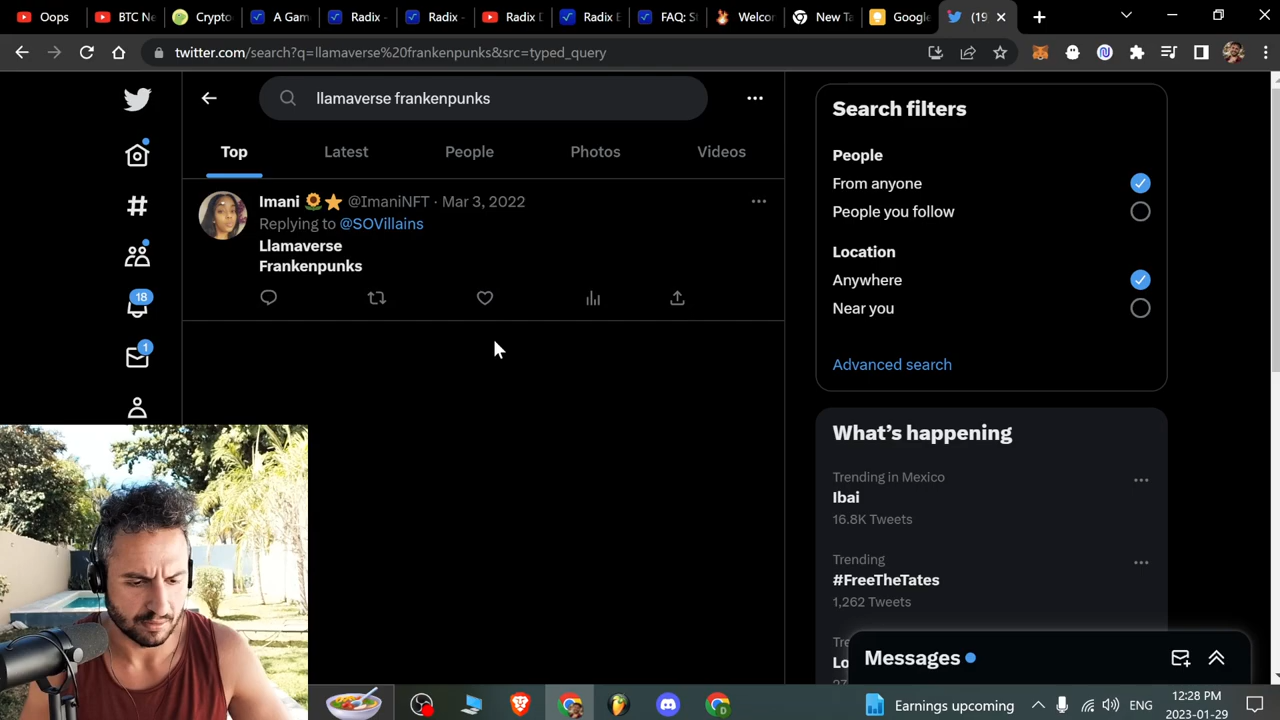 Oops
BTC Ne
Crypto
A Gam
Radix -
Radix -
Radix D
Radix E
FAQ: S
Welcor
New Ta
Google
(19
twitter.com/search?q=llamaverse%20frankenpunks&src=typed_query
llamaverse frankenpunks
Top
Latest
People
Photos
Videos
Imani @ImaniNFT · Mar 3, 2022
Replying to @SOVillains
Llamaverse
Frankenpunks
18
1
Search filters
People
From anyone
People you follow
Location
Anywhere
Near you
Advanced search
What's happening
Trending in Mexico
Ibai
16.8K Tweets
Trending
#FreeTheTates
1,262 Tweets
Tre
Lo
Messages
Earnings upcoming
ENG
12:28 PM
2023-01-29